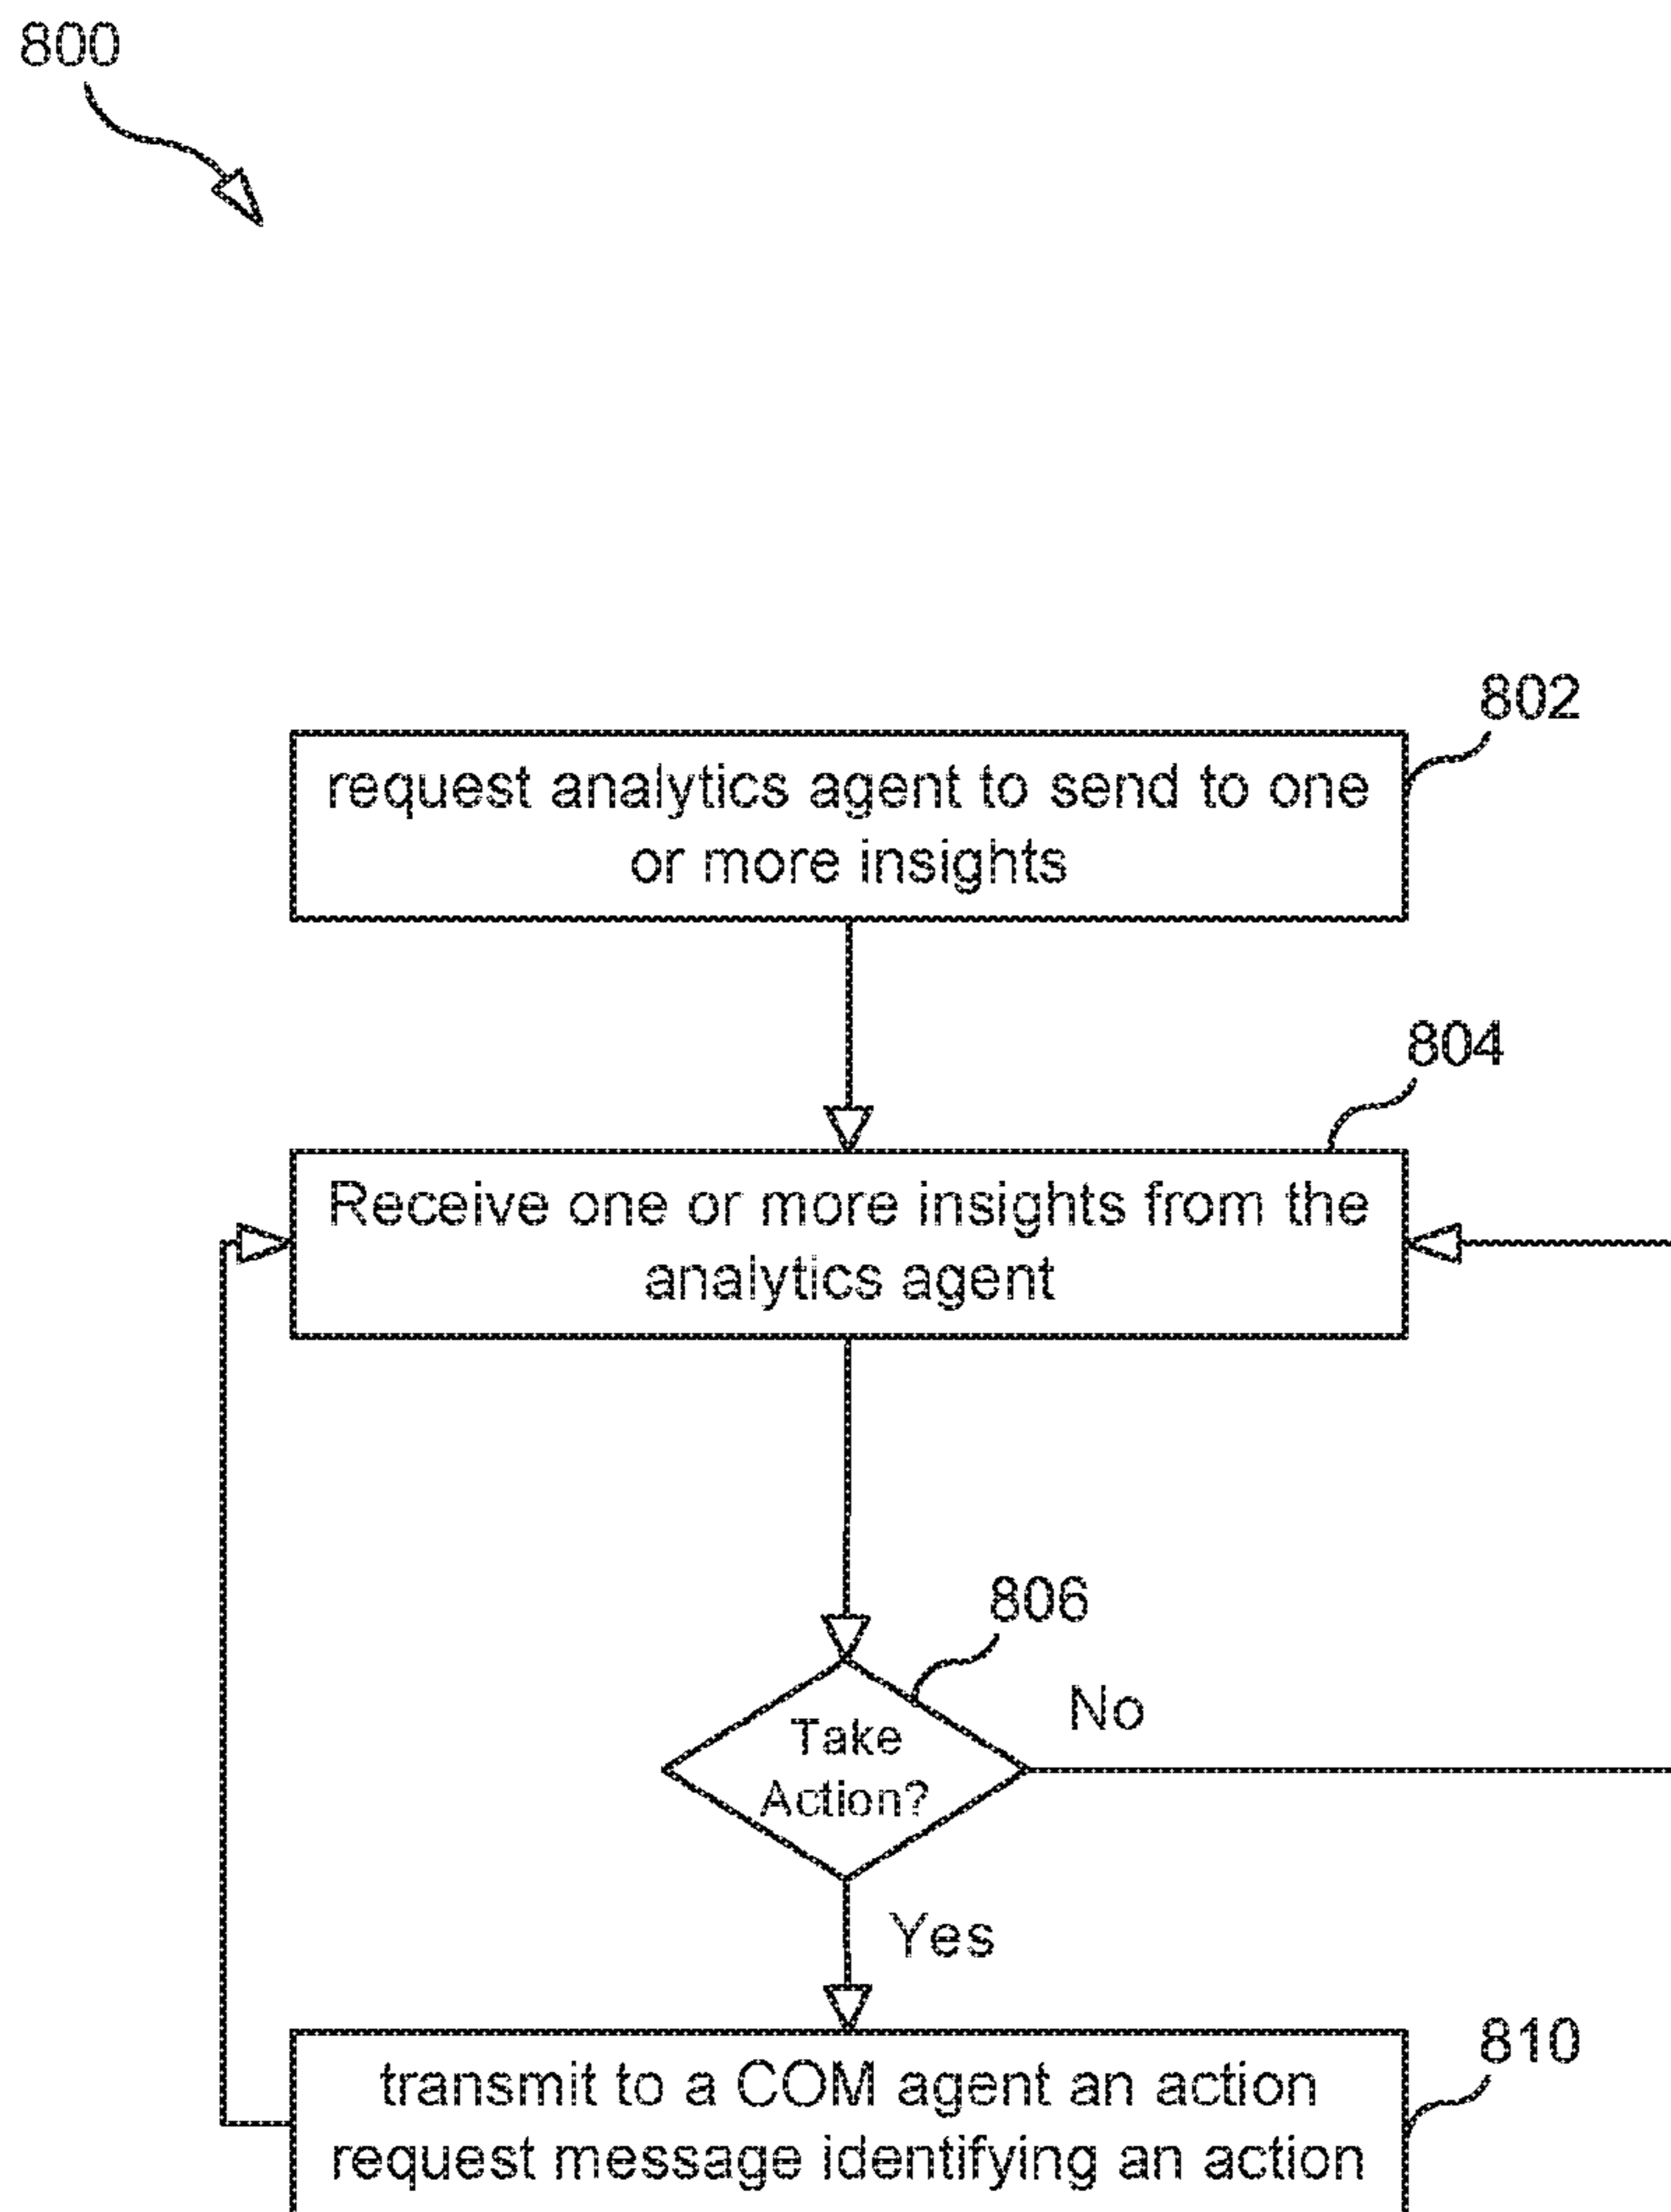 800
802
request analytics agent to send to one
or more insights
804
Receive one or more insights from the
analytics agent
806
Take
Action?
No
Yes
810
transmit to a COM agent an action
request message identifying an action